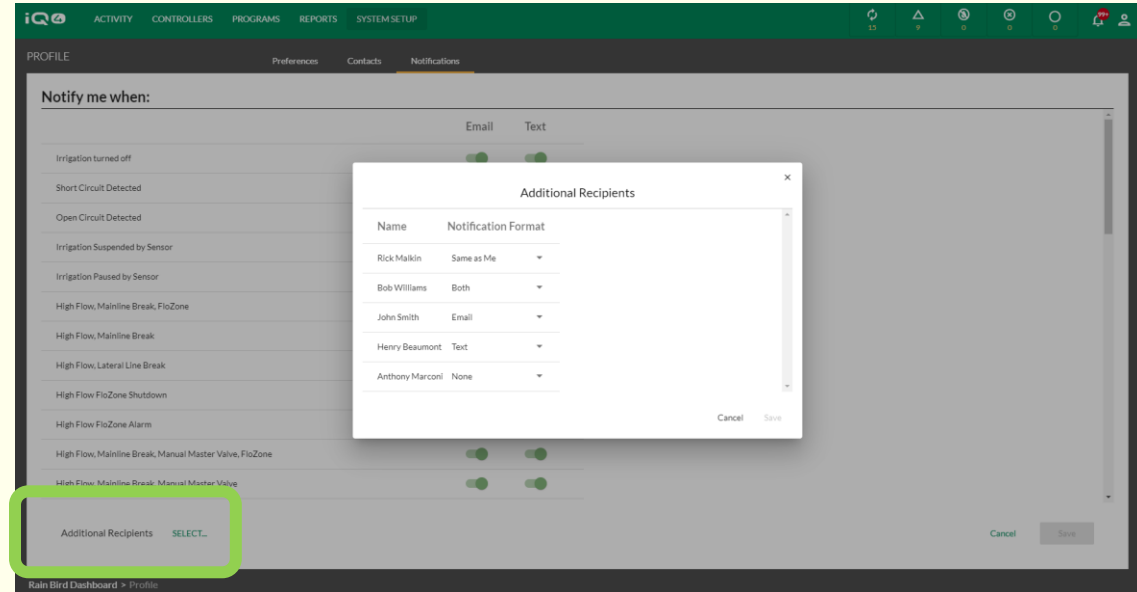 iQ4 ACTIVITY CONTROLLERS PROGRAMS REPORTS SYSTEM SETUP
15 9 0 0 0 99+
PROFILE Preferences Contacts Notifications
Notify me when:
Email Text
Irrigation turned off
Short Circuit Detected
Open Circuit Detected
Irrigation Suspended by Sensor
Irrigation Paused by Sensor
High Flow, Mainline Break, FloZone
High Flow, Mainline Break
High Flow, Lateral Line Break
High Flow FloZone Shutdown
High Flow FloZone Alarm
High Flow, Mainline Break, Manual Master Valve, FloZone
High Flow, Mainline Break, Manual Master Valve
Additional Recipients
Name Notification Format
Rick Malkin Same as Me
Bob Williams Both
John Smith Email
Henry Beaumont Text
Anthony Marconi None
Cancel Save
Additional Recipients SELECT...
Cancel Save
Rain Bird Dashboard > Profile